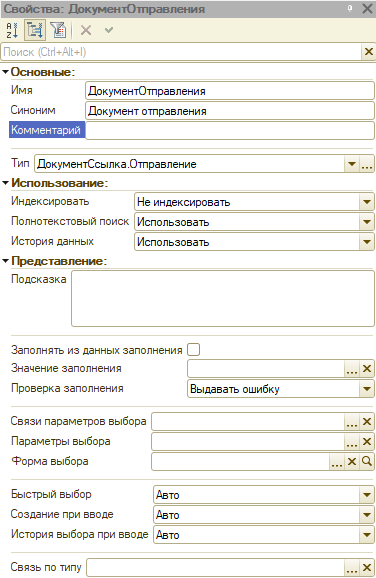 Свойства: ДокументОтправления
Поиск (Ctrl+Alt+I)
Основные:
Имя ДокументОтправления
Синоним Документ отправления
Комментарий
Тип ДокументСсылка.Отправление
Использование:
Индексировать Не индексировать
Полнотекстовый поиск Использовать
История данных Использовать
Представление:
Подсказка
Заполнять из данных заполнения
Значение заполнения
Проверка заполнения Выдавать ошибку
Связи параметров выбора
Параметры выбора
Форма выбора
Быстрый выбор Авто
Создание при вводе Авто
История выбора при вводе Авто
Связь по типу